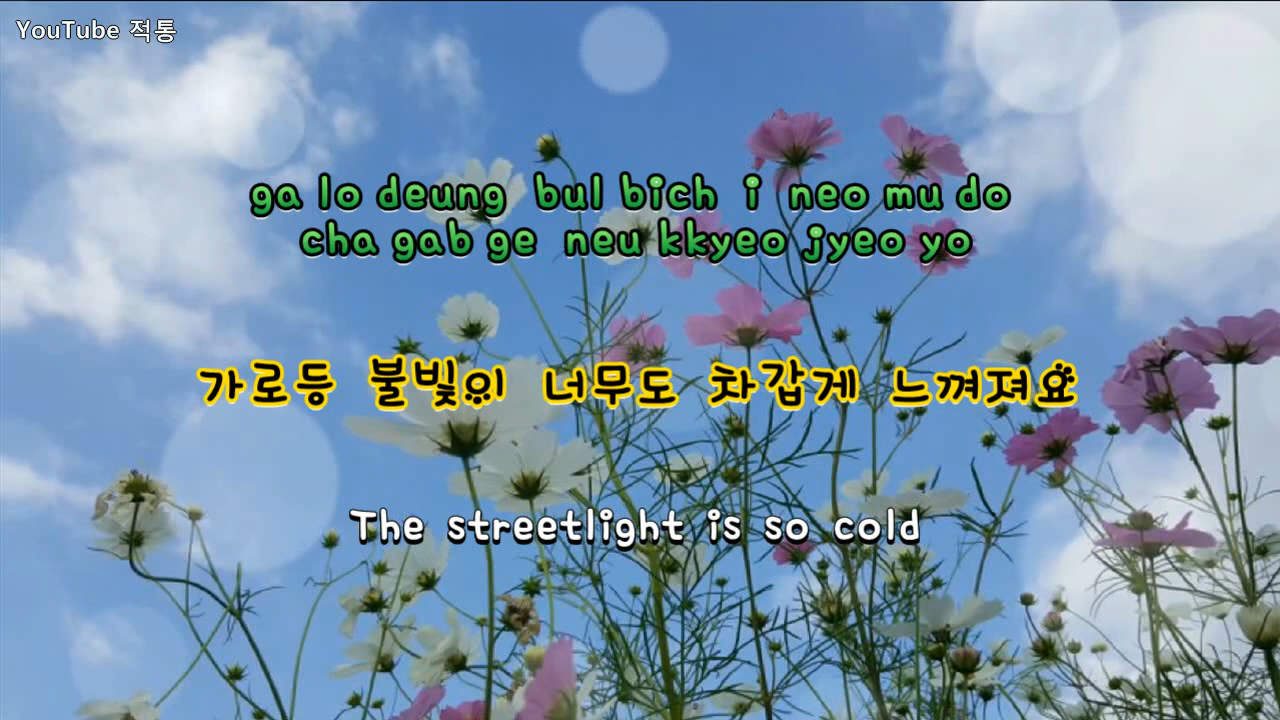 YouTube 적통
ga lo deung bul bich i neo mu do
cha gab ge neu kkyeo jyeo yo
가로등 불빛이 너무도 차갑게 느껴져요
The streetlight is so cold